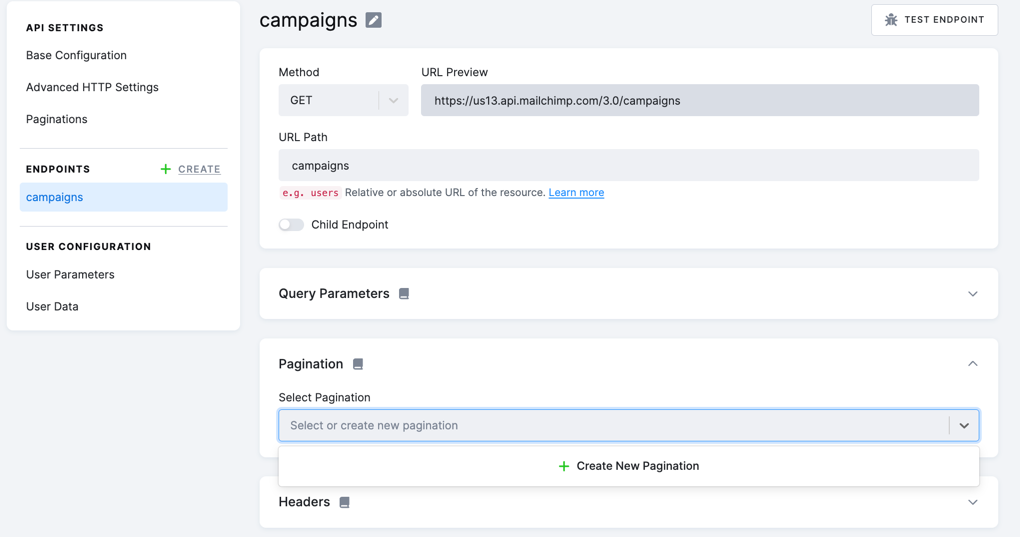 API SETTINGS
Base Configuration
Advanced HTTP Settings
Paginations
ENDPOINTS
CREATE
campaigns
USER CONFIGURATION
User Parameters
User Data
campaigns
TEST ENDPOINT
Method
URL Preview
GET
https://us13.api.mailchimp.com/3.0/campaigns
URL Path
campaigns
e.g. users Relative or absolute URL of the resource. Learn more
Child Endpoint
Query Parameters
Pagination
Select Pagination
Select or create new pagination
+ Create New Pagination
Headers